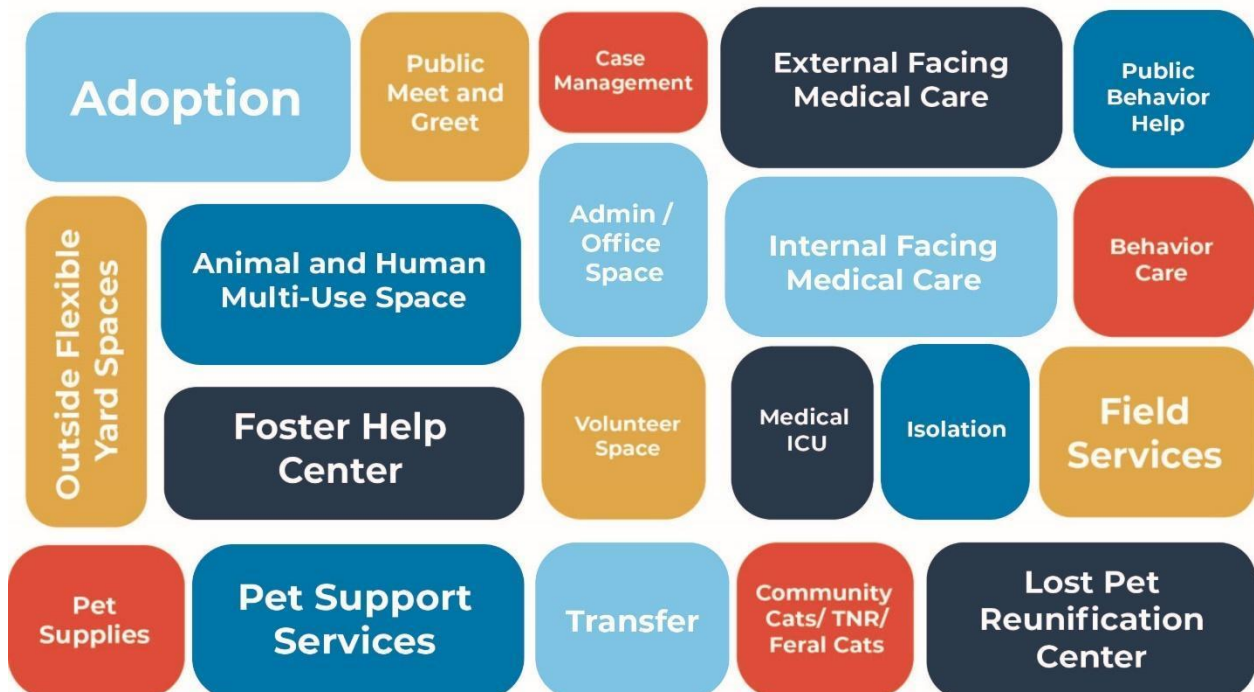 Adoption
Public
Meet and
Greet
Case
Management
External Facing
Medical Care
Public
Behavior
Help
Outside Flexible
Yard Spaces
Animal and Human
Multi-Use Space
Admin /
Office
Space
Internal Facing
Medical Care
Behavior
Care
Foster Help
Center
Volunteer
Space
Medical
ICU
Isolation
Field
Services
Pet
Supplies
Pet Support
Services
Transfer
Community
Cats/ TNR/
Feral Cats
Lost Pet
Reunification
Center